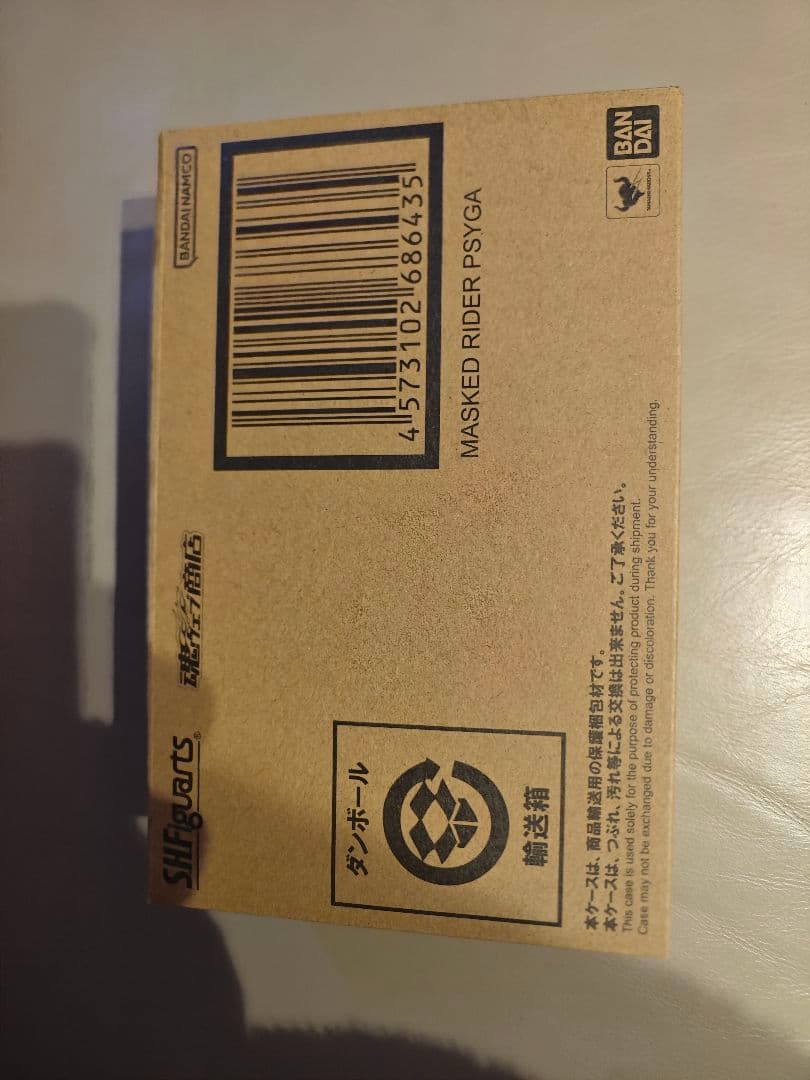 S.H.Figuarts®
魂ウェブ商店
BANDAI NAMCO
4 573102 686435
MASKED RIDER PSYGA
ダンボール
輸送箱
本ケースは、商品輸送用の保護梱包材です。
本ケースは、つぶれ、汚れ等による交換は出来ません。ご了承ください。
This case is used solely for the purpose of protecting product during shipment.
Case may not be exchanged due to damage or discoloration. Thank you for your understanding.
BAN
DAI